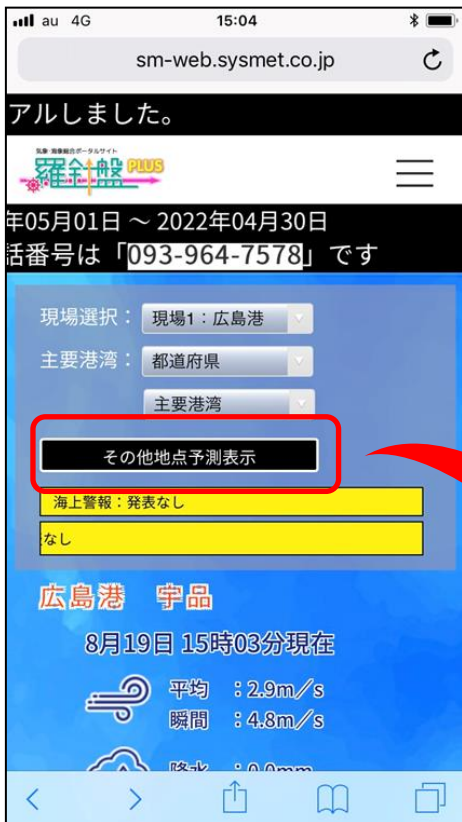 au 4G 15:04
sm-web.sysmet.co.jp
アルしました。
気象・海象総合ポータルサイト
羅針盤 PLUS
年05月01日 ～ 2022年04月30日
話番号は「093-964-7578」です
現場選択： 現場1：広島港
主要港湾： 都道府県
主要港湾
その他地点予測表示
海上警報：発表なし
なし
広島港 宇品
8月19日 15時03分現在
平均 ：2.9m／s
瞬間 ：4.8m／s
降水 ：0.0mm